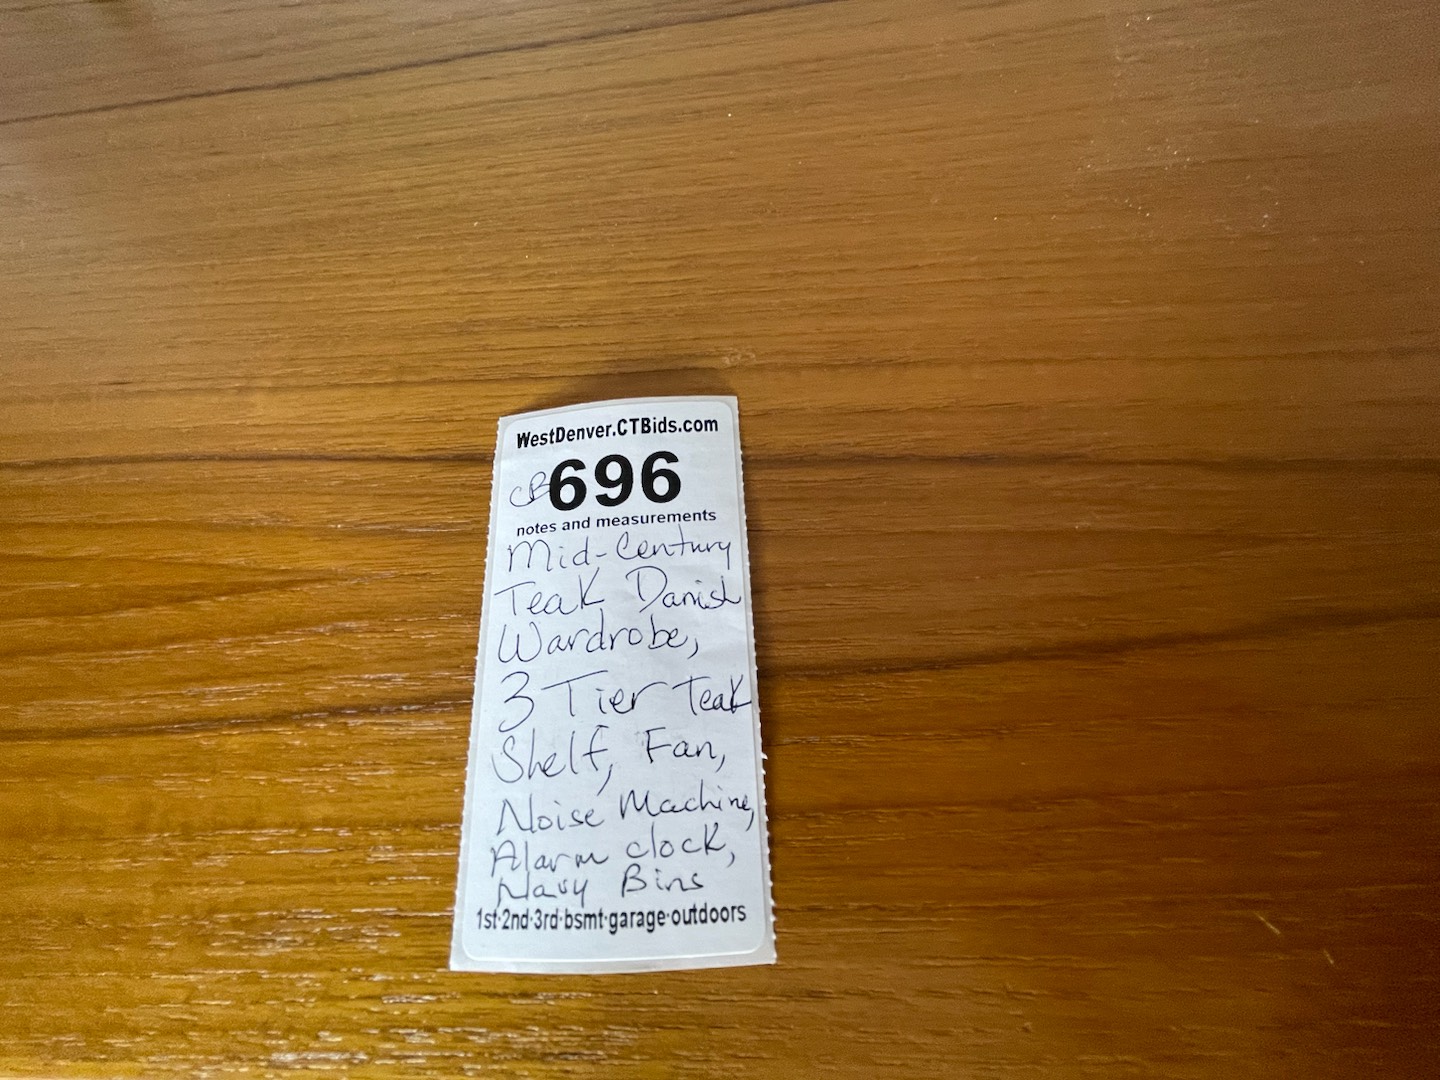 WestDenver.CTBids.com
CB 696
notes and measurements
Mid-Century
Teak Danish
Wardrobe,
3 Tier Teak
Shelf, Fan,
Noise Machine,
Alarm clock,
Navy Bins
1st·2nd·3rd·bsmt·garage·outdoors